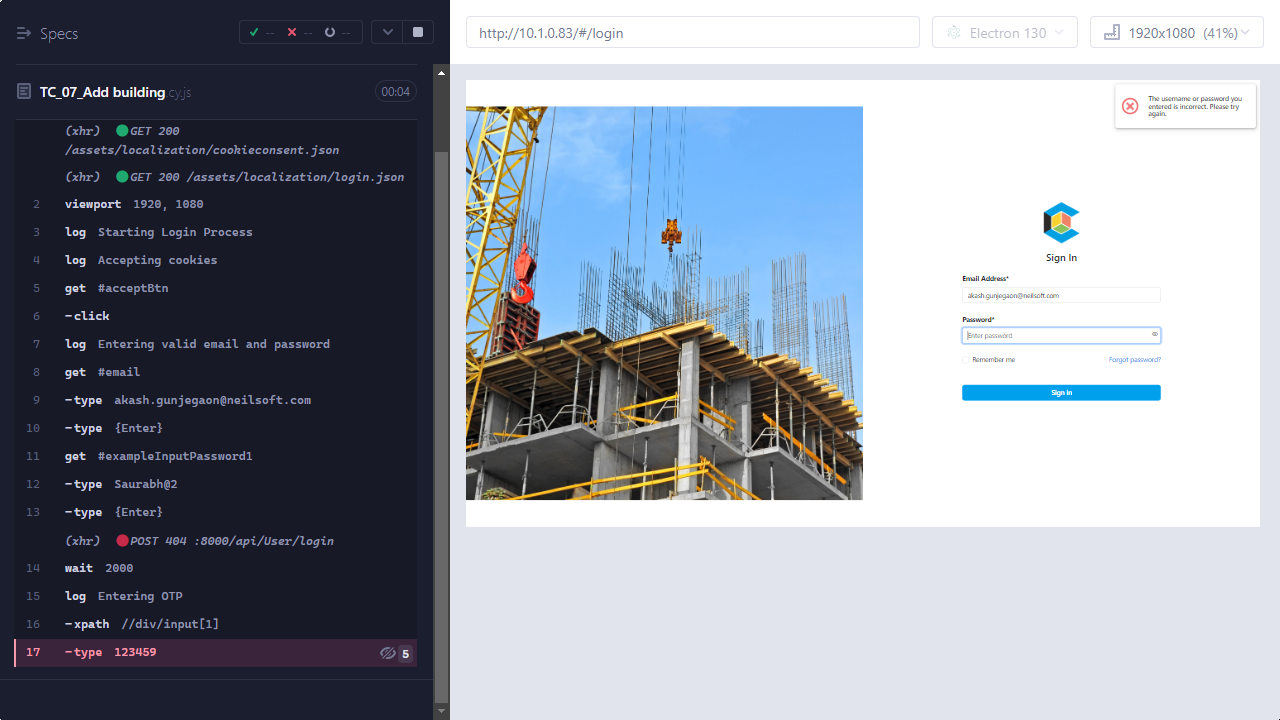 Specs
-- -- --
TC_07_Add building.cy.js
00:04
(xhr) GET 200
/assets/localization/cookieconsent.json
(xhr) GET 200 /assets/localization/login.json
2 viewport 1920, 1080
3 log Starting Login Process
4 log Accepting cookies
5 get #acceptBtn
6 -click
7 log Entering valid email and password
8 get #email
9 -type akash.gunjegaon@neilsoft.com
10 -type {Enter}
11 get #exampleInputPassword1
12 -type Saurabh@2
13 -type {Enter}
(xhr) POST 404 :8000/api/User/login
14 wait 2000
15 log Entering OTP
16 -xpath //div/input[1]
17 -type 123459 5
http://10.1.0.83/#/login
Electron 130
1920x1080 (41%)
The username or password you
entered is incorrect. Please try
again.
Sign In
Email Address*
akash.gunjegaon@neilsoft.com
Password*
Enter password
Remember me
Forgot password?
Sign in